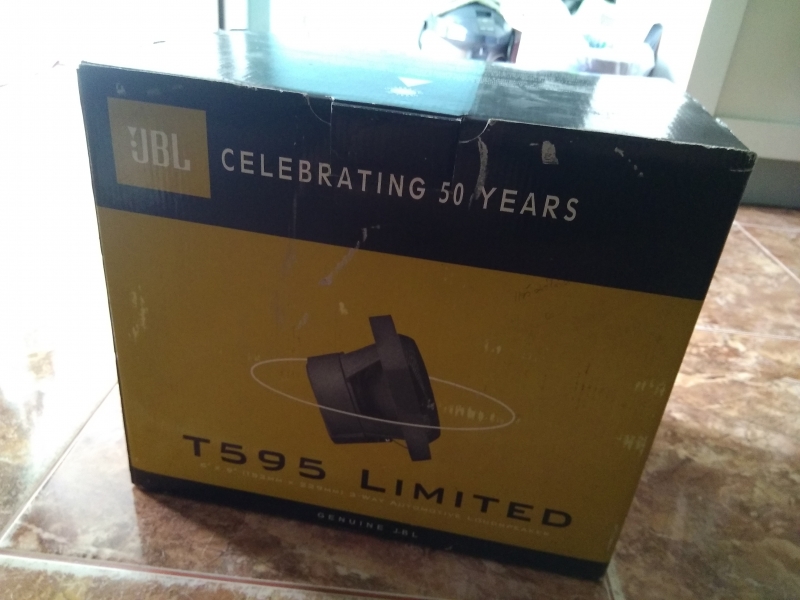 JBL
CELEBRATING 50 YEARS
T595 LIMITED
GENUINE JBL